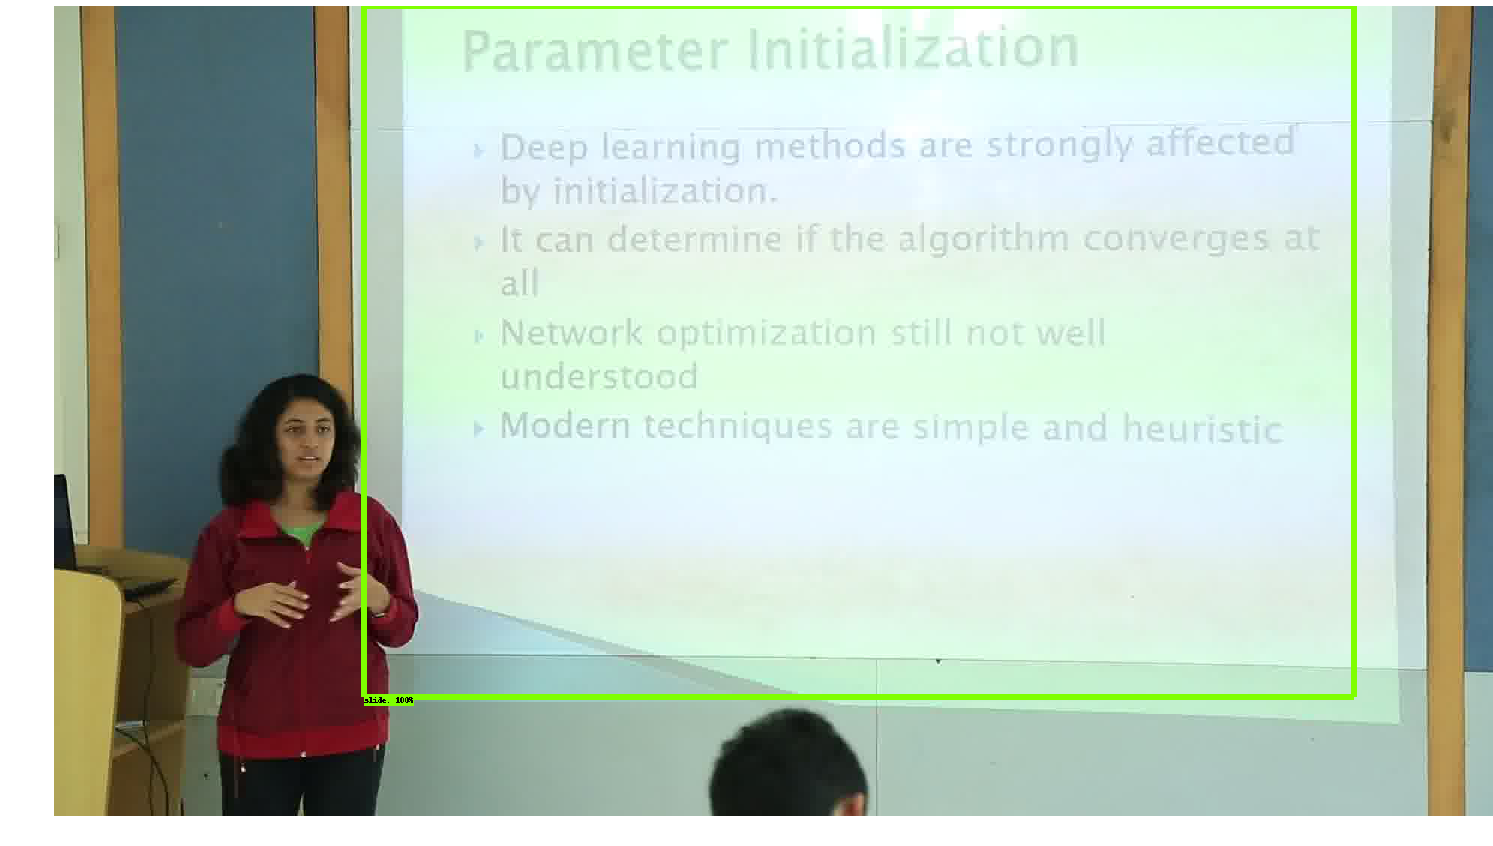 Parameter Initialization
Deep learning methods are strongly affected
by initialization.
It can determine if the algorithm converges at
all
Network optimization still not well
understood
Modern techniques are simple and heuristic
slide: 100%